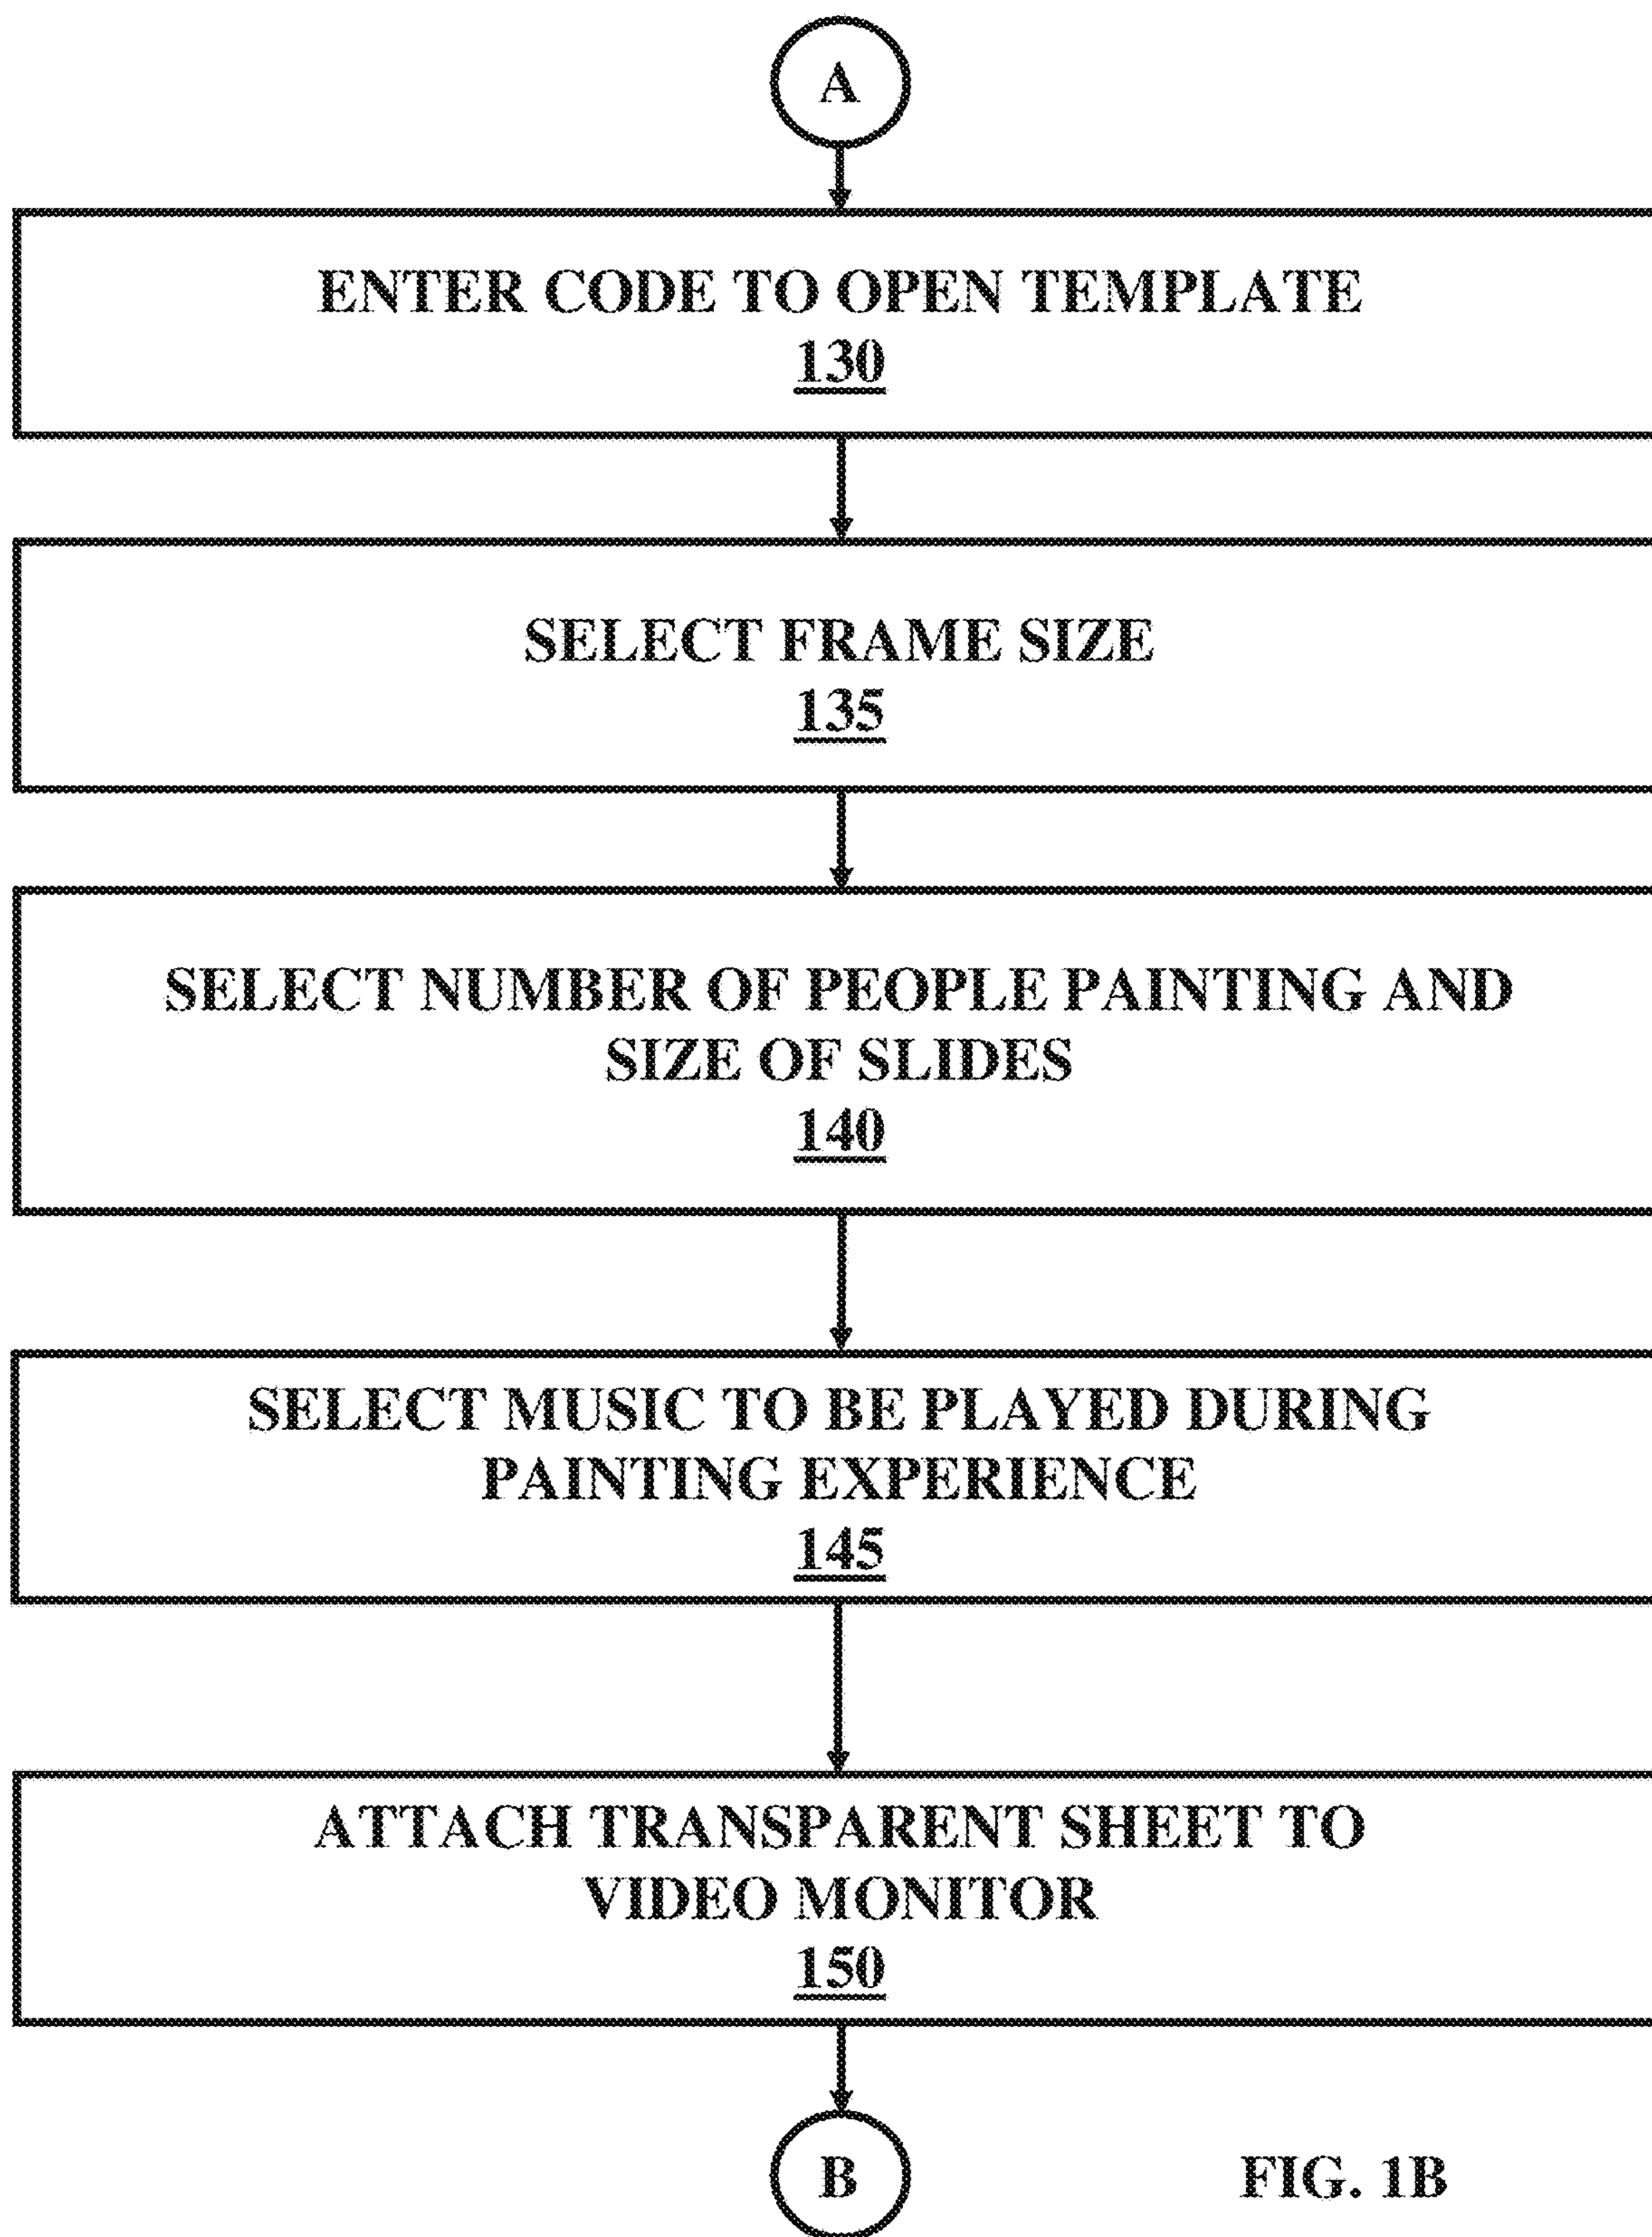 A
ENTER CODE TO OPEN TEMPLATE
130
SELECT FRAME SIZE
135
SELECT NUMBER OF PEOPLE PAINTING AND
SIZE OF SLIDES
140
SELECT MUSIC TO BE PLAYED DURING
PAINTING EXPERIENCE
145
ATTACH TRANSPARENT SHEET TO
VIDEO MONITOR
150
B
FIG. 1B